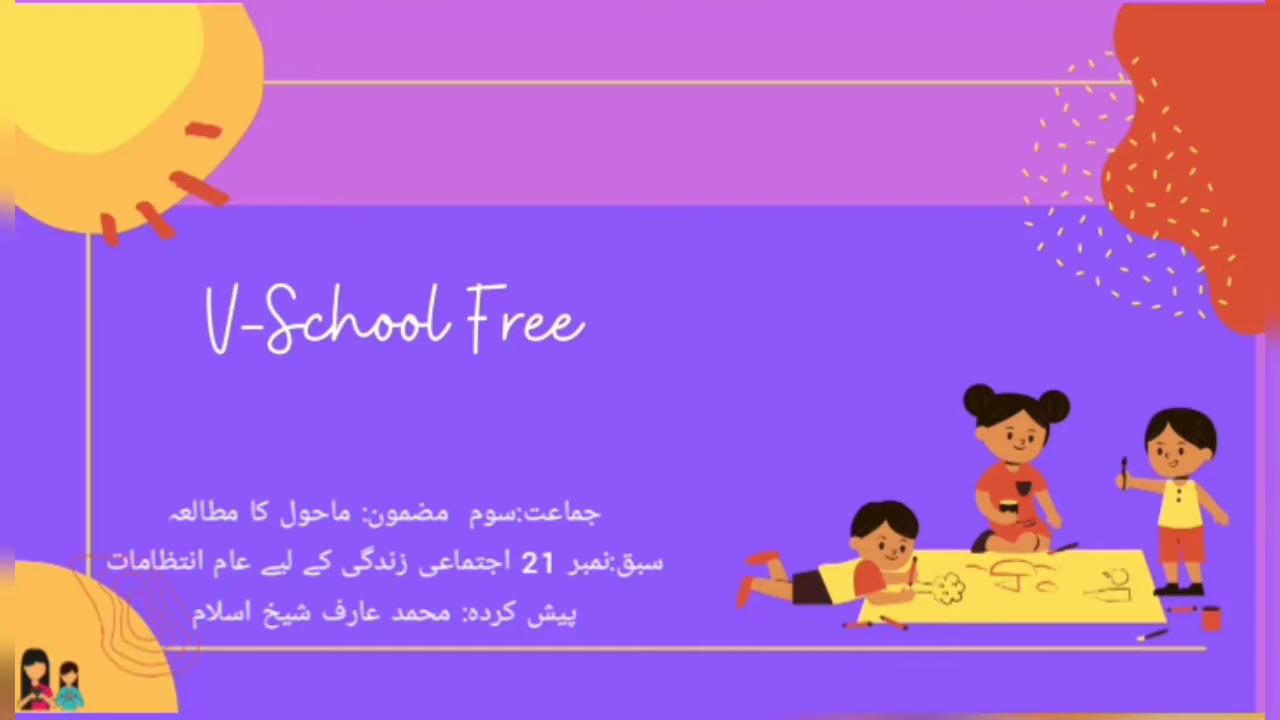 V-School Free
جماعت:سوم مضمون: ماحول کا مطالعہ
سبق:نمبر 21 اجتماعی زندگی کے لیے عام انتظامات
پیش کردہ: محمد عارف شیخ اسلام